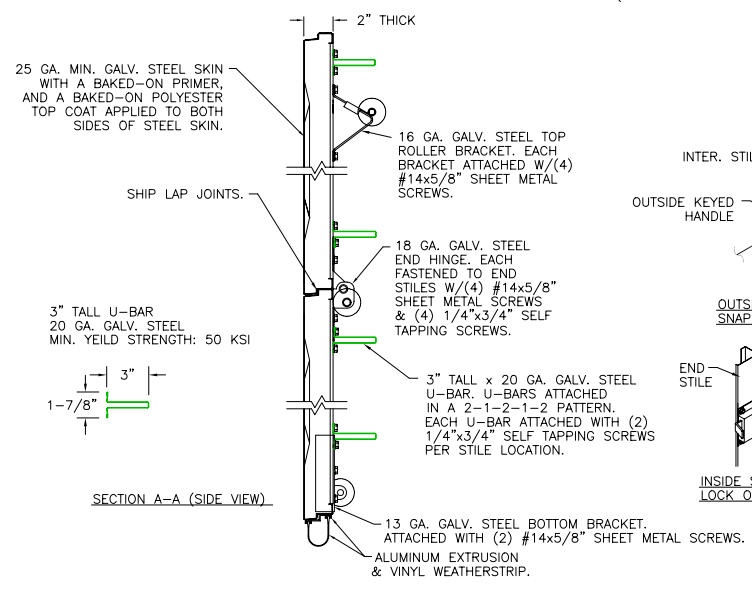 2" THICK
25 GA. MIN. GALV. STEEL SKIN
WITH A BAKED-ON PRIMER,
AND A BAKED-ON POLYESTER
TOP COAT APPLIED TO BOTH
SIDES OF STEEL SKIN.
16 GA. GALV. STEEL TOP
ROLLER BRACKET. EACH
BRACKET ATTACHED W/(4)
#14x5/8" SHEET METAL
SCREWS.
SHIP LAP JOINTS.
18 GA. GALV. STEEL
END HINGE. EACH
FASTENED TO END
STILES W/(4) #14x5/8"
SHEET METAL SCREWS
& (4) 1/4"x3/4" SELF
TAPPING SCREWS.
3" TALL U-BAR
20 GA. GALV. STEEL
MIN. YEILD STRENGTH: 50 KSI
3"
1-7/8"
3" TALL x 20 GA. GALV. STEEL
U-BAR. U-BARS ATTACHED
IN A 2-1-2-1-2 PATTERN.
EACH U-BAR ATTACHED WITH (2)
1/4"x3/4" SELF TAPPING SCREWS
PER STILE LOCATION.
SECTION A-A (SIDE VIEW)
13 GA. GALV. STEEL BOTTOM BRACKET.
ATTACHED WITH (2) #14x5/8" SHEET METAL SCREWS.
ALUMINUM EXTRUSION
& VINYL WEATHERSTRIP.
INTER.
OUTSIDE KEYED
HANDLE
SNAP
END
STILE
INSIDE
LOCK